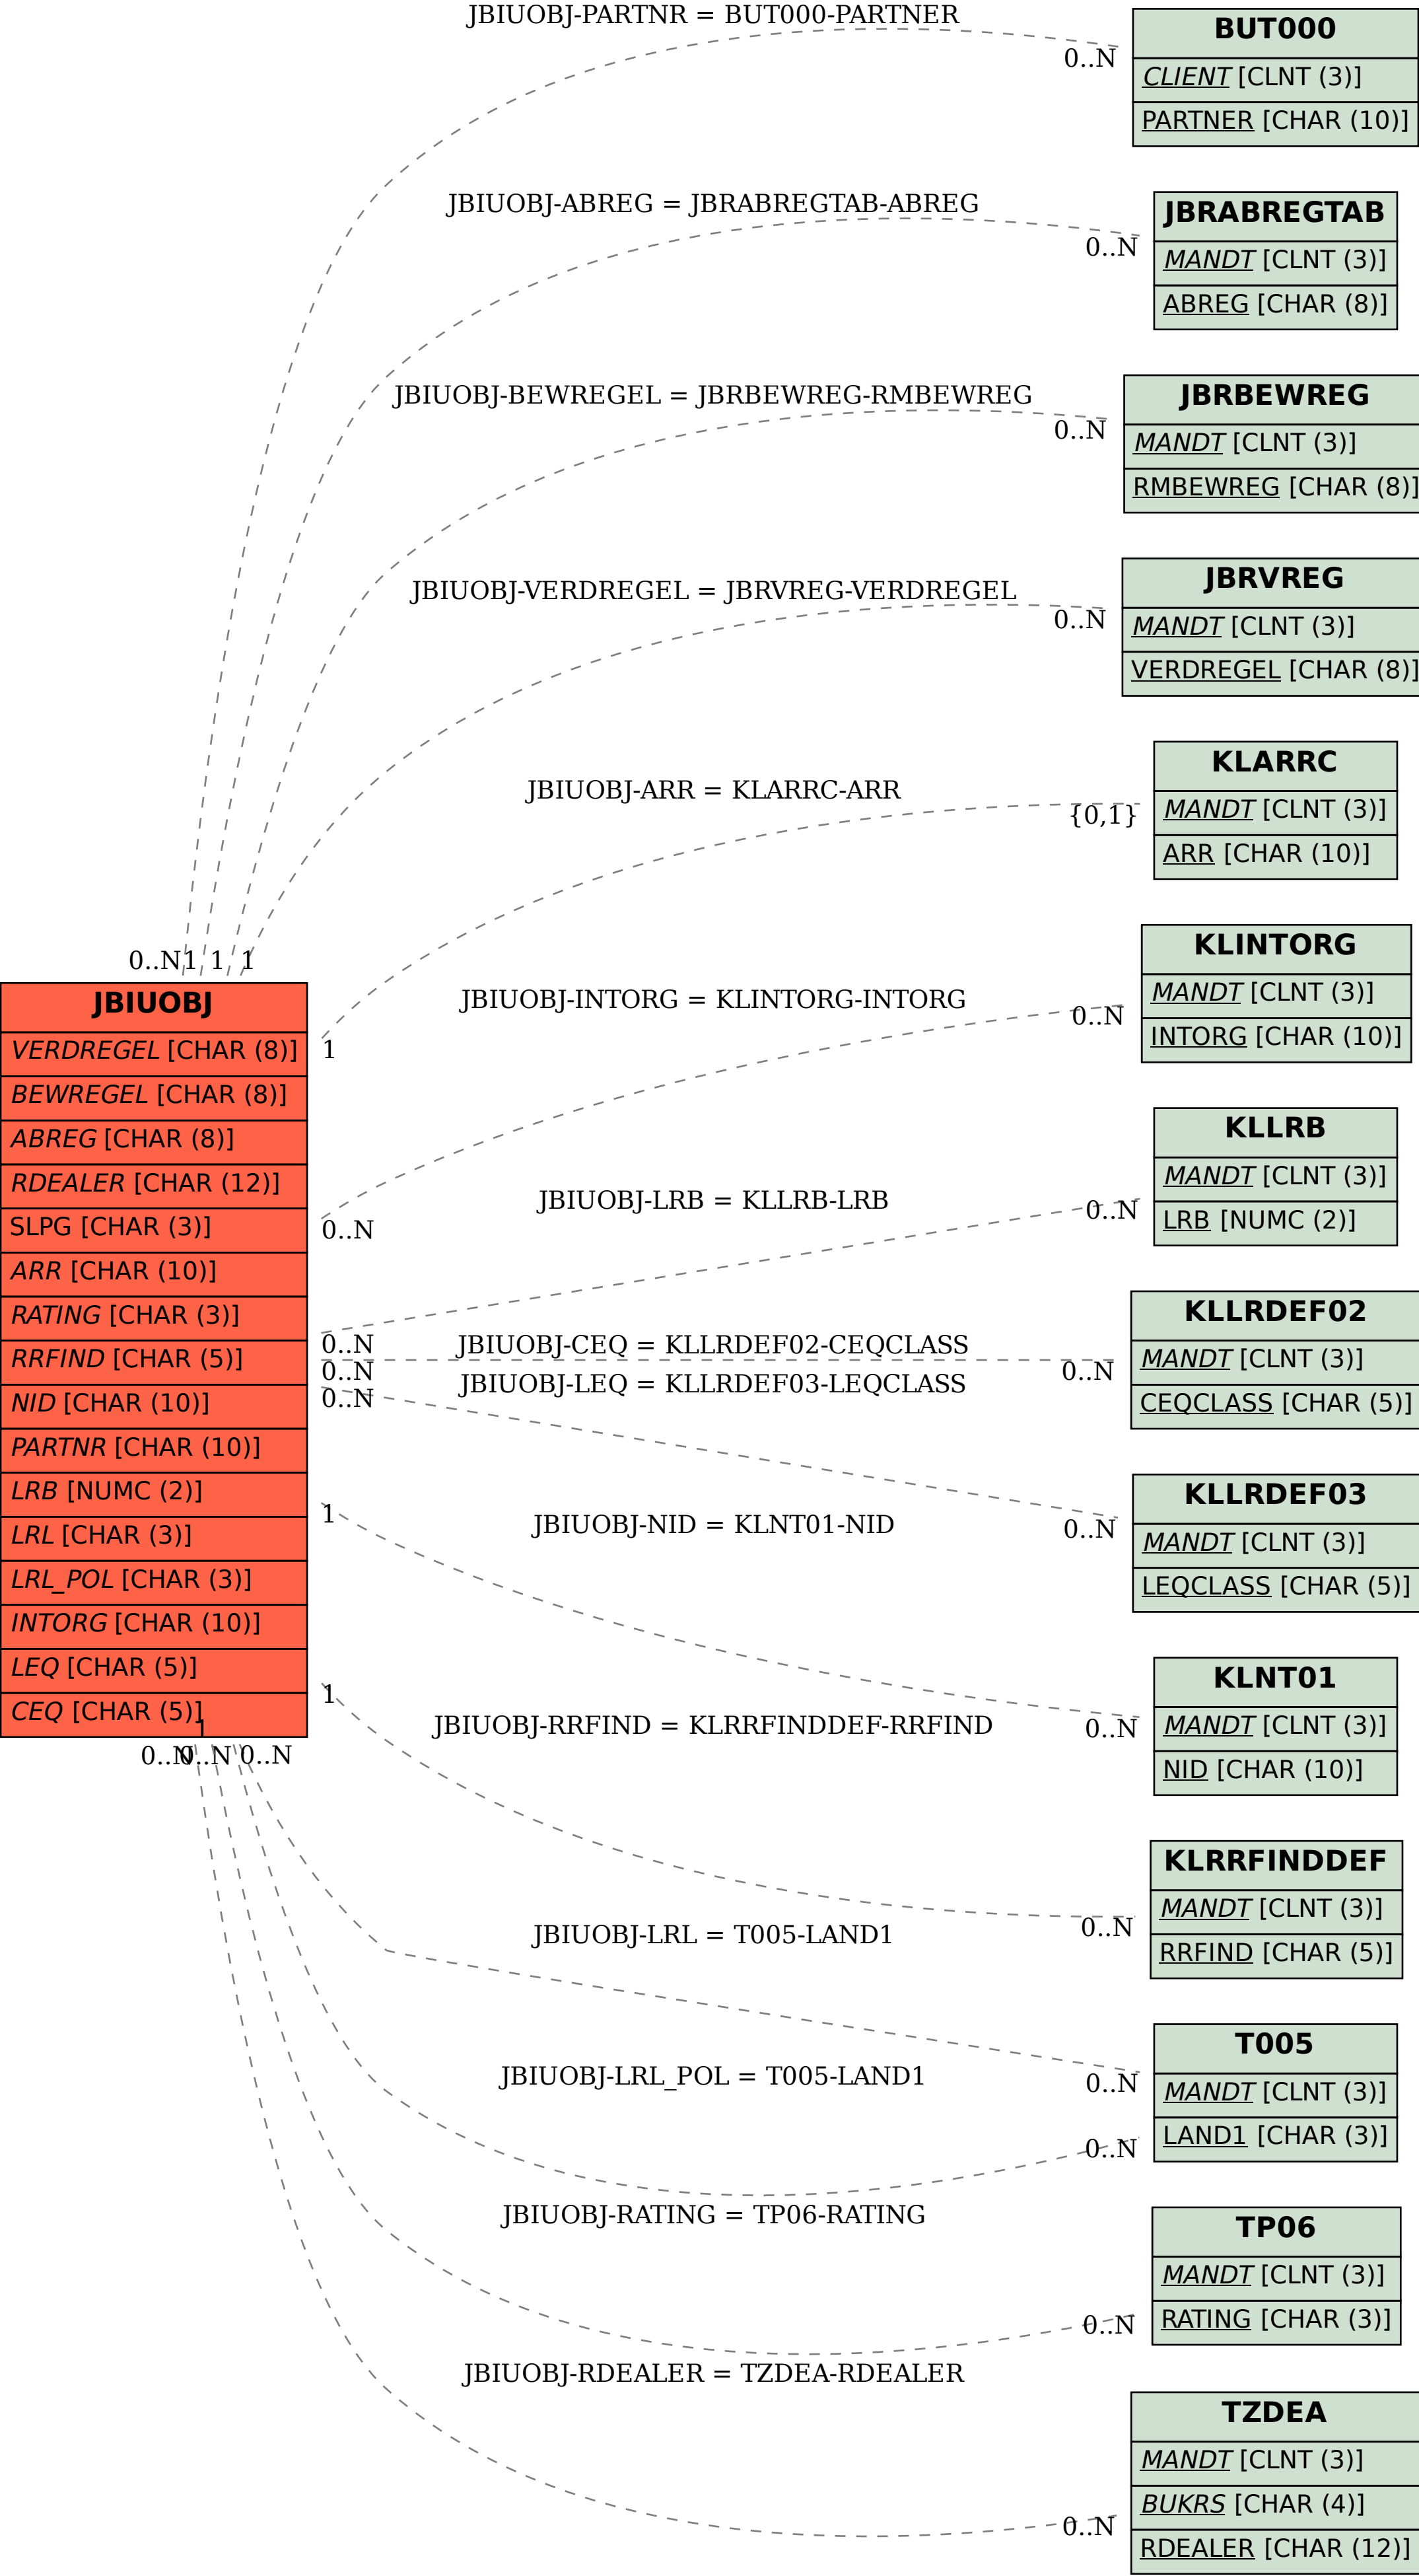 JBIUOBJ-PARTNR = BUT000-PARTNER
0..N
BUT000
CLIENT [CLNT (3)]
PARTNER [CHAR (10)]
JBIUOBJ-ABREG = JBRABREGTAB-ABREG
0..N
JBRABREGTAB
MANDT [CLNT (3)]
ABREG [CHAR (8)]
JBIUOBJ-BEWREGEL = JBRBEWREG-RMBEWREG
0..N
JBRBEWREG
MANDT [CLNT (3)]
RMBEWREG [CHAR (8)]
JBIUOBJ-VERDREGEL = JBRVREG-VERDREGEL
0..N
JBRVREG
MANDT [CLNT (3)]
VERDREGEL [CHAR (8)]
JBIUOBJ-ARR = KLARRC-ARR
{0,1}
KLARRC
MANDT [CLNT (3)]
ARR [CHAR (10)]
0..N 1 1 1
JBIUOBJ
VERDREGEL [CHAR (8)]
BEWREGEL [CHAR (8)]
ABREG [CHAR (8)]
RDEALER [CHAR (12)]
SLPG [CHAR (3)]
ARR [CHAR (10)]
RATING [CHAR (3)]
RRFIND [CHAR (5)]
NID [CHAR (10)]
PARTNR [CHAR (10)]
LRB [NUMC (2)]
LRL [CHAR (3)]
LRL_POL [CHAR (3)]
INTORG [CHAR (10)]
LEQ [CHAR (5)]
CEQ [CHAR (5)]
1
0..N 0..N 0..N
1
JBIUOBJ-INTORG = KLINTORG-INTORG
0..N
0..N
KLINTORG
MANDT [CLNT (3)]
INTORG [CHAR (10)]
JBIUOBJ-LRB = KLLRB-LRB
0..N
0..N
KLLRB
MANDT [CLNT (3)]
LRB [NUMC (2)]
JBIUOBJ-CEQ = KLLRDEF02-CEQCLASS
0..N
0..N
KLLRDEF02
MANDT [CLNT (3)]
CEQCLASS [CHAR (5)]
JBIUOBJ-LEQ = KLLRDEF03-LEQCLASS
0..N
0..N
KLLRDEF03
MANDT [CLNT (3)]
LEQCLASS [CHAR (5)]
JBIUOBJ-NID = KLNT01-NID
1
0..N
KLNT01
MANDT [CLNT (3)]
NID [CHAR (10)]
JBIUOBJ-RRFIND = KLRRFINDDEF-RRFIND
1
0..N
KLRRFINDDEF
MANDT [CLNT (3)]
RRFIND [CHAR (5)]
JBIUOBJ-LRL = T005-LAND1
0..N
T005
MANDT [CLNT (3)]
LAND1 [CHAR (3)]
JBIUOBJ-LRL_POL = T005-LAND1
0..N
JBIUOBJ-RATING = TP06-RATING
0..N
TP06
MANDT [CLNT (3)]
RATING [CHAR (3)]
JBIUOBJ-RDEALER = TZDEA-RDEALER
0..N
TZDEA
MANDT [CLNT (3)]
BUKRS [CHAR (4)]
RDEALER [CHAR (12)]